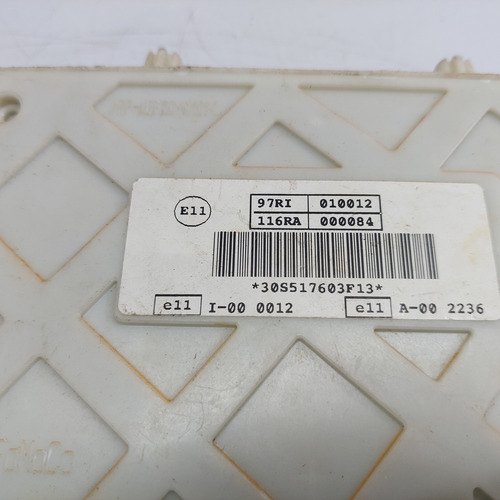 E11
97RI 010012
116RA 000084
*30S517603F13*
e11 I-00 0012 e11 A-00 2236